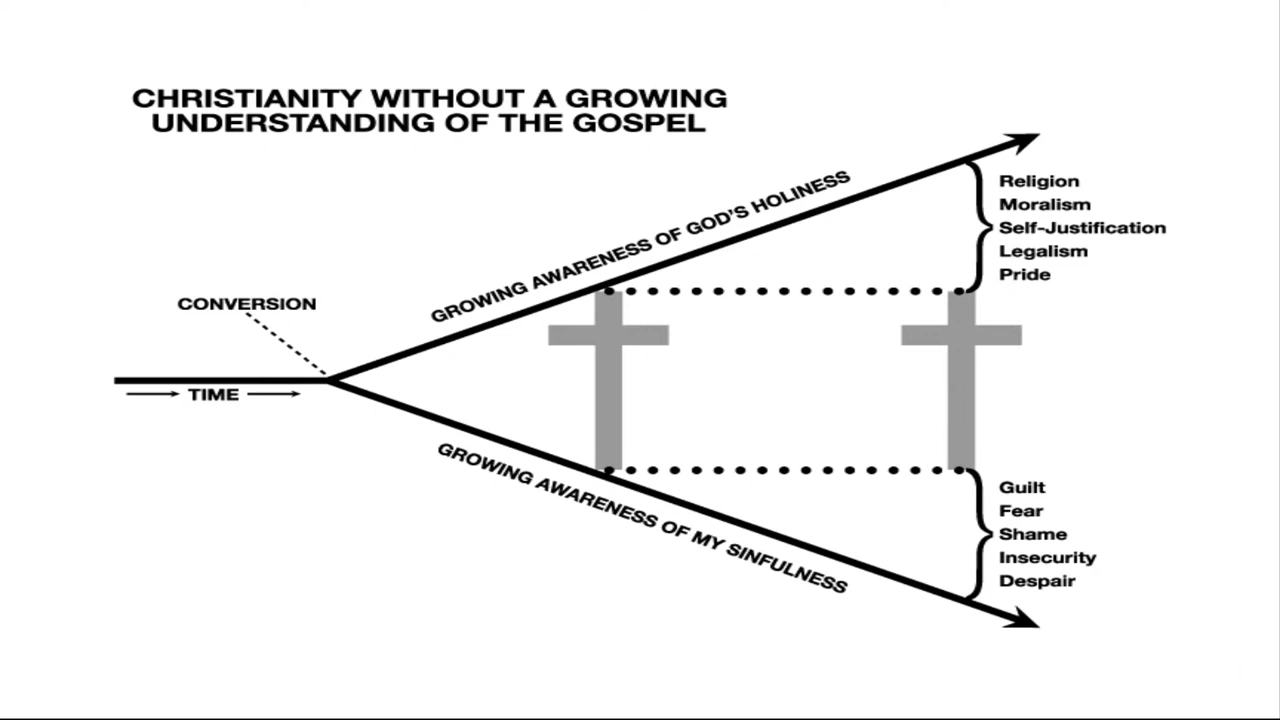 CHRISTIANITY WITHOUT A GROWING
UNDERSTANDING OF THE GOSPEL
GROWING AWARENESS OF GOD'S HOLINESS
Religion
Moralism
Self-Justification
Legalism
Pride
CONVERSION
TIME
GROWING AWARENESS OF MY SINFULNESS
Guilt
Fear
Shame
Insecurity
Despair